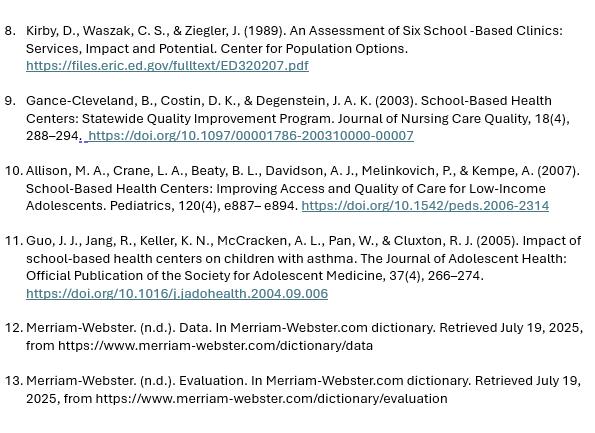 8. Kirby, D., Waszak, C. S., & Ziegler, J. (1989). An Assessment of Six School -Based Clinics:
Services, Impact and Potential. Center for Population Options.
https://files.eric.ed.gov/fulltext/ED320207.pdf
9. Gance-Cleveland, B., Costin, D. K., & Degenstein, J. A. K. (2003). School-Based Health
Centers: Statewide Quality Improvement Program. Journal of Nursing Care Quality, 18(4),
288–294. https://doi.org/10.1097/00001786-200310000-00007
10. Allison, M. A., Crane, L. A., Beaty, B. L., Davidson, A. J., Melinkovich, P., & Kempe, A. (2007).
School-Based Health Centers: Improving Access and Quality of Care for Low-Income
Adolescents. Pediatrics, 120(4), e887– e894. https://doi.org/10.1542/peds.2006-2314
11. Guo, J. J., Jang, R., Keller, K. N., McCracken, A. L., Pan, W., & Cluxton, R. J. (2005). Impact of
school-based health centers on children with asthma. The Journal of Adolescent Health:
Official Publication of the Society for Adolescent Medicine, 37(4), 266–274.
https://doi.org/10.1016/j.jadohealth.2004.09.006
12. Merriam-Webster. (n.d.). Data. In Merriam-Webster.com dictionary. Retrieved July 19, 2025,
from https://www.merriam-webster.com/dictionary/data
13. Merriam-Webster. (n.d.). Evaluation. In Merriam-Webster.com dictionary. Retrieved July 19,
2025, from https://www.merriam-webster.com/dictionary/evaluation